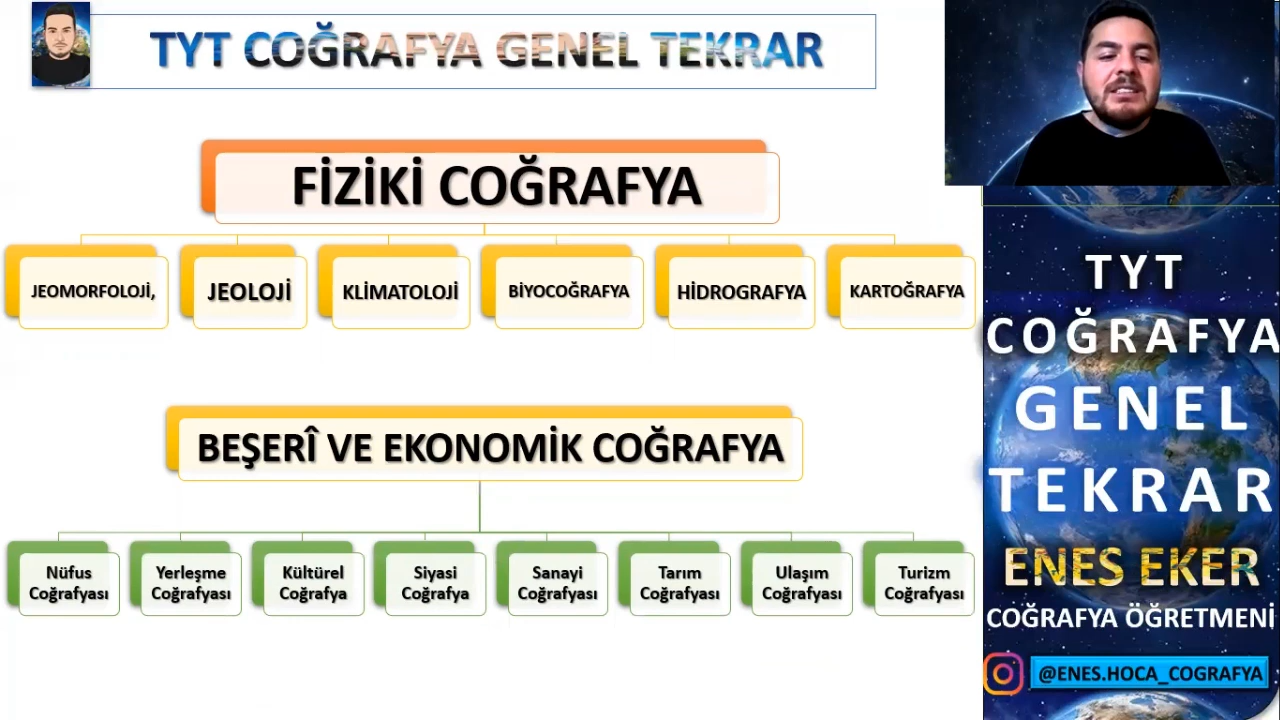 TYT COĞRAFYA GENEL TEKRAR
FİZİKİ COĞRAFYA
JEOMORFOLOJİ,
JEOLOJİ
KLİMATOLOJİ
BİYOCOĞRAFYA
HİDROGRAFYA
KARTOĞRAFYA
BEŞERÎ VE EKONOMİK COĞRAFYA
Nüfus
Coğrafyası
Yerleşme
Coğrafyası
Kültürel
Coğrafya
Siyasi
Coğrafya
Sanayi
Coğrafyası
Tarım
Coğrafyası
Ulaşım
Coğrafyası
Turizm
Coğrafyası
TYT
COĞRAFYA
GENEL
TEKRAR
ENES EKER
COĞRAFYA ÖĞRETMENİ
@ENES.HOCA_COGRAFYA